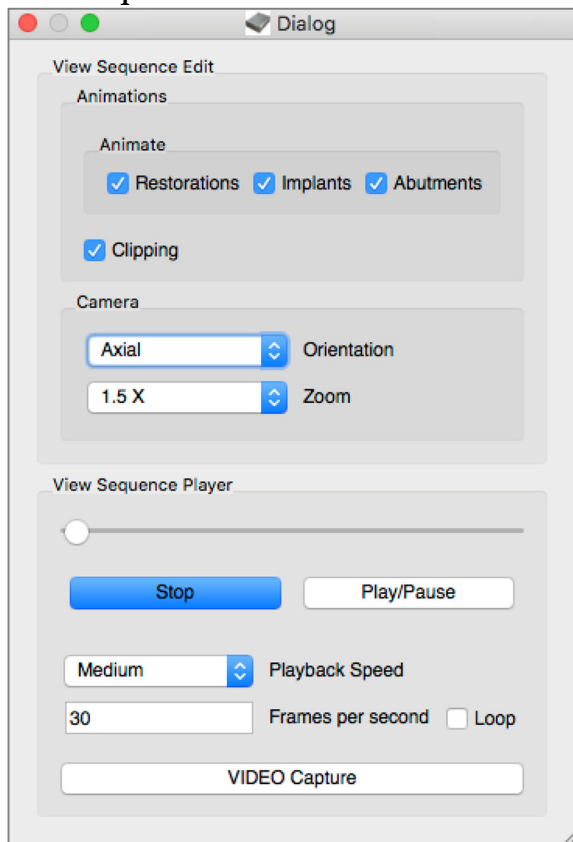 Dialog
View Sequence Edit
Animations
Animate
Restorations Implants Abutments
Clipping
Camera
Axial Orientation
1.5 X Zoom
View Sequence Player
Stop Play/Pause
Medium Playback Speed
30 Frames per second Loop
VIDEO Capture